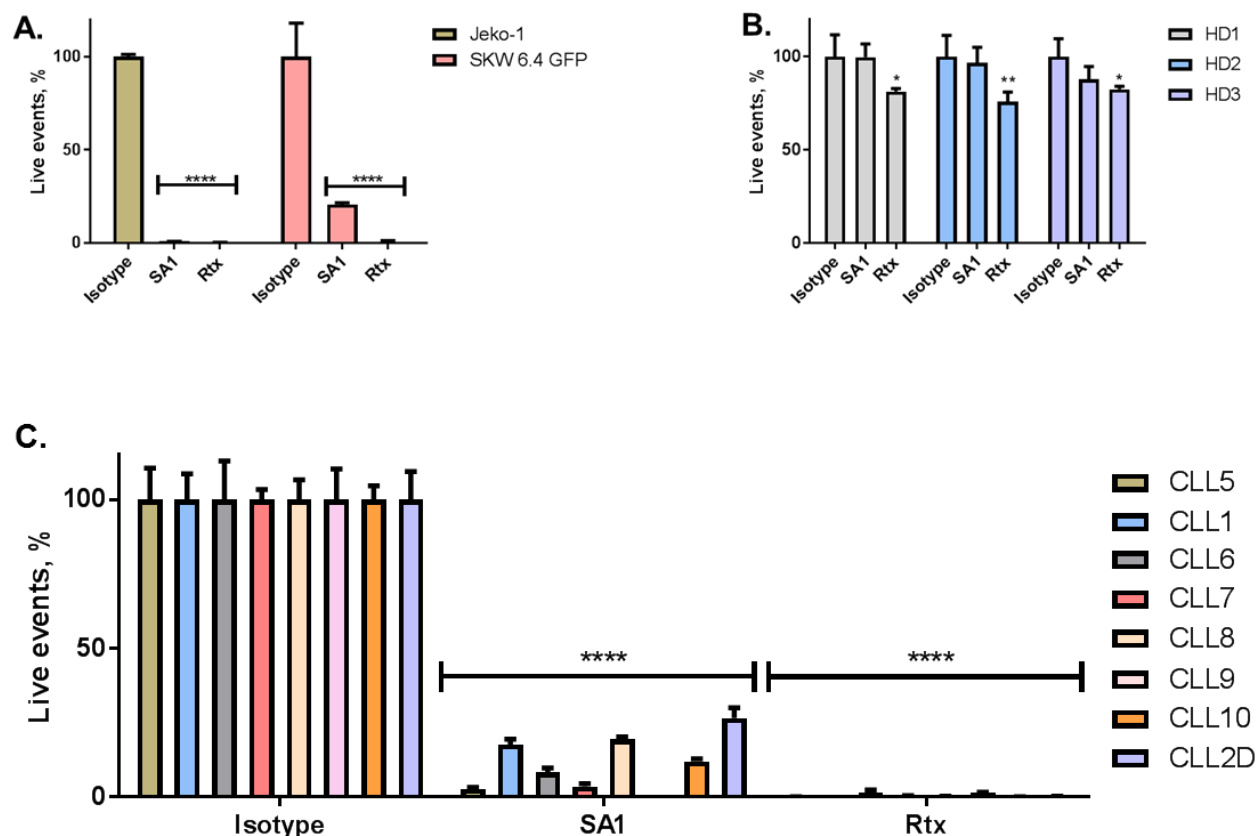 A.
Live events, %
100
50
0
****
****
Isotype
SA1
Rtx
Isotype
SA1
Rtx
Jeko-1
SKW 6.4 GFP
B.
Live events, %
100
50
0
*
**
*
Isotype
SA1
Rtx
Isotype
SA1
Rtx
Isotype
SA1
Rtx
HD1
HD2
HD3
C.
Live events, %
100
50
0
****
****
Isotype
SA1
Rtx
CLL5
CLL1
CLL6
CLL7
CLL8
CLL9
CLL10
CLL2D